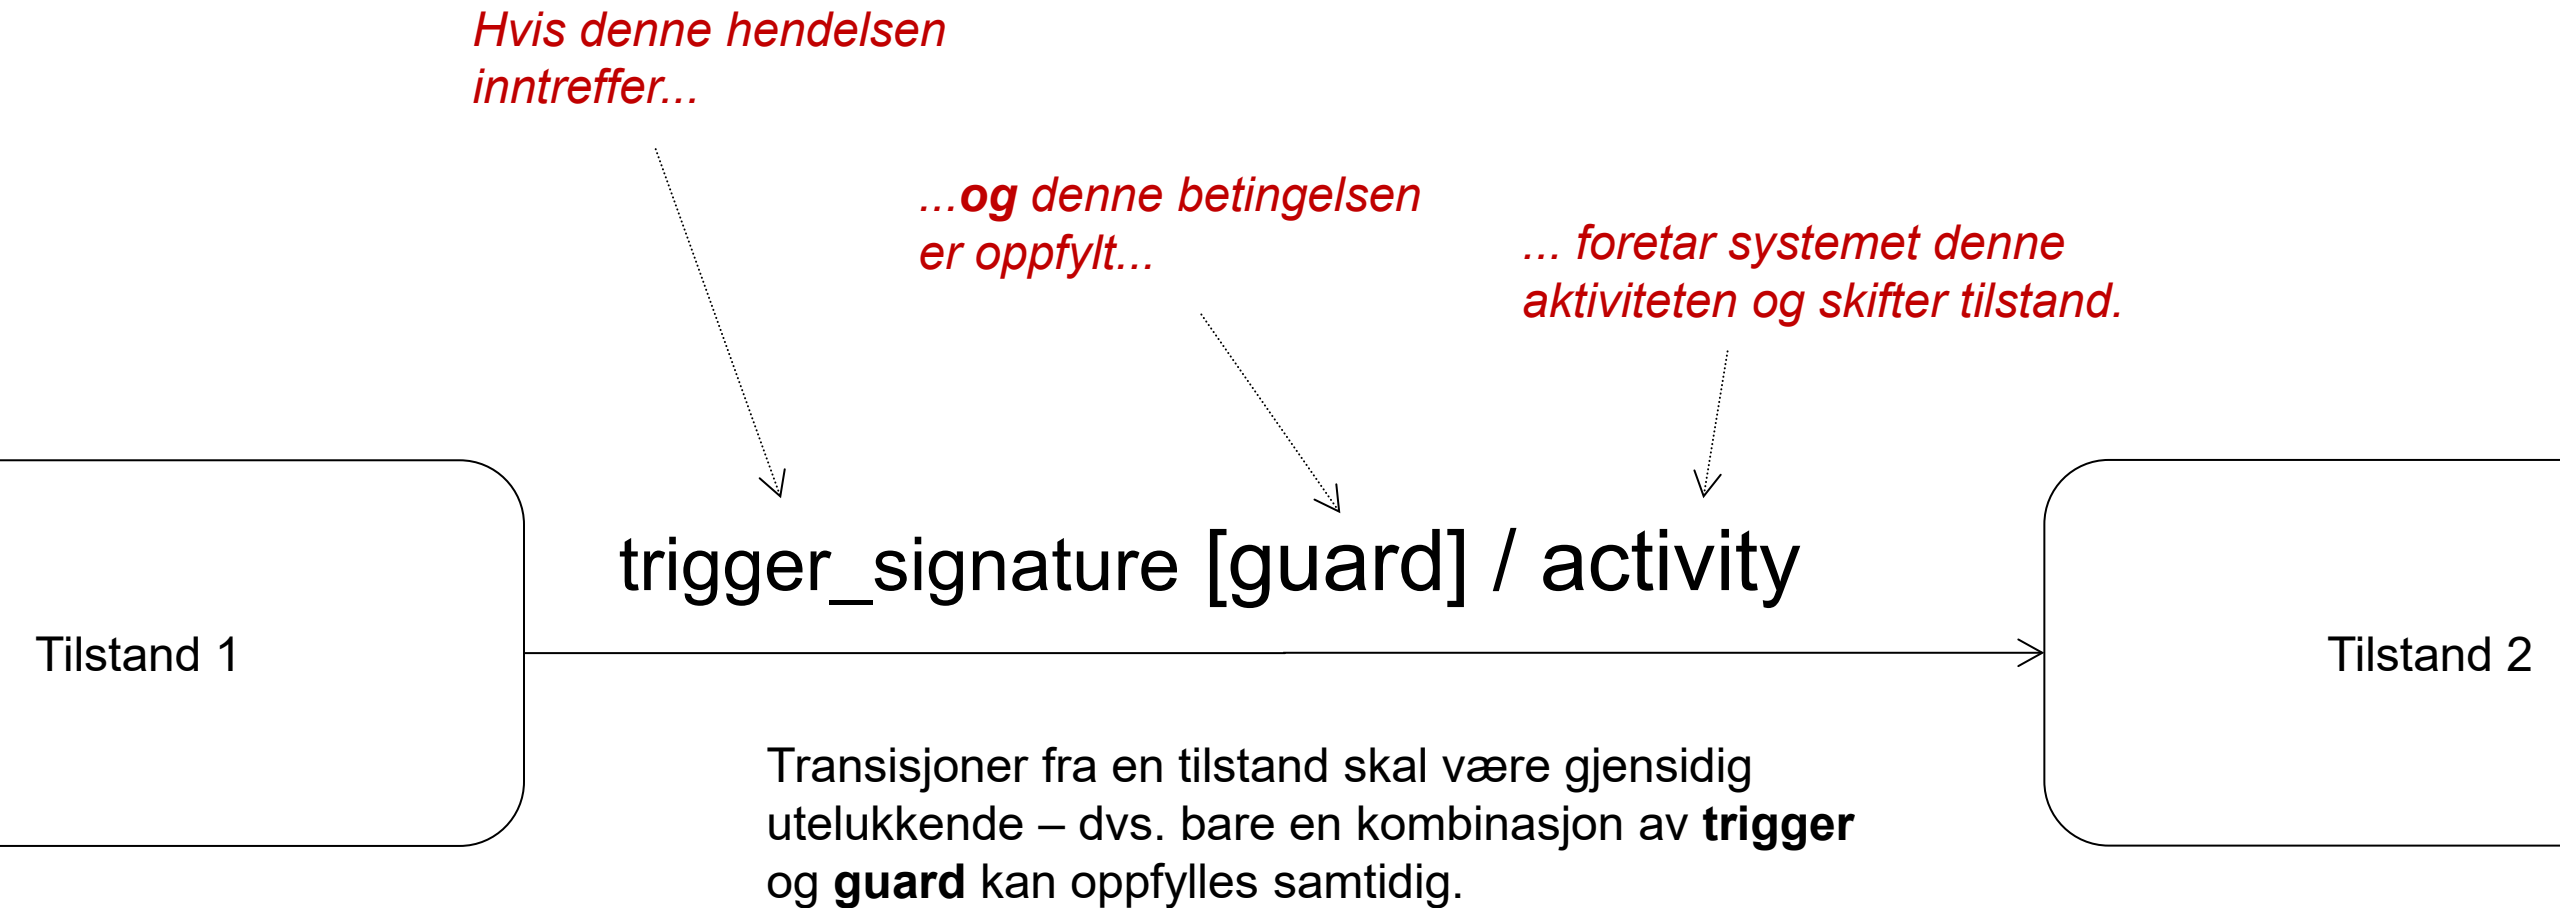 Hvis denne hendelsen
inntreffer...
...og denne betingelsen
er oppfylt...
... foretar systemet denne
aktiviteten og skifter tilstand.
trigger_signature [guard] / activity
Tilstand 1
Tilstand 2
Transisjoner fra en tilstand skal være gjensidig
utelukkende – dvs. bare en kombinasjon av trigger
og guard kan oppfylles samtidig.